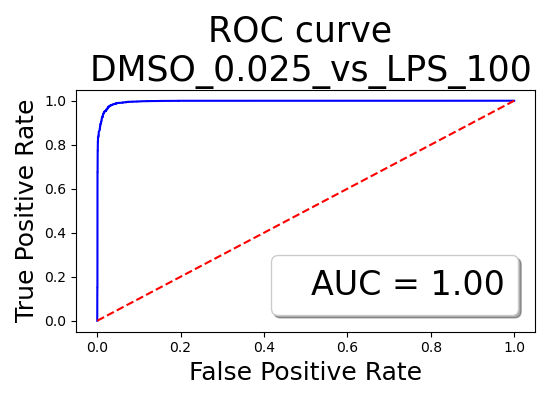 ROC curve
DMSO_0.025_vs_LPS_100
True Positive Rate
1.0
0.8
0.6
0.4
0.2
0.0
AUC = 1.00
0.0 0.2 0.4 0.6 0.8 1.0
False Positive Rate